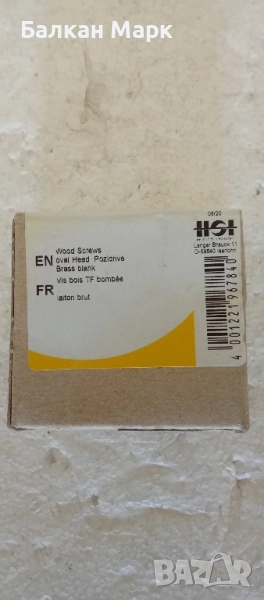 Балкан Марк
08/20
HSI
Langer Brauck 11
D-58640 Iserlohn
EN
Wood Screws
oval Head Pozidrive
Brass blank
FR
Vis bois TF bombée
laiton brut
4 001221 967840
BAZAR